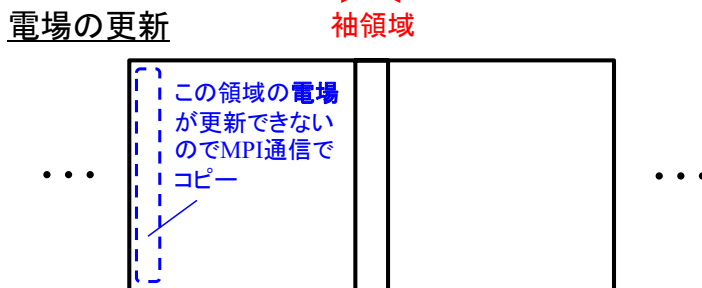 電場の更新
袖領域
この領域の電場
が更新できない
のでMPI通信で
コピー
・・・
・・・